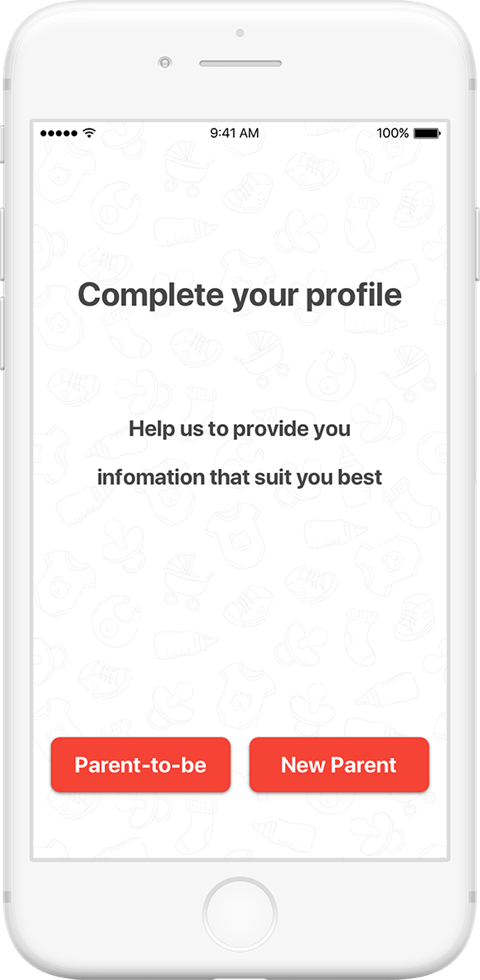 9:41 AM 100%
Complete your profile
Help us to provide you
infomation that suit you best
Parent-to-be New Parent